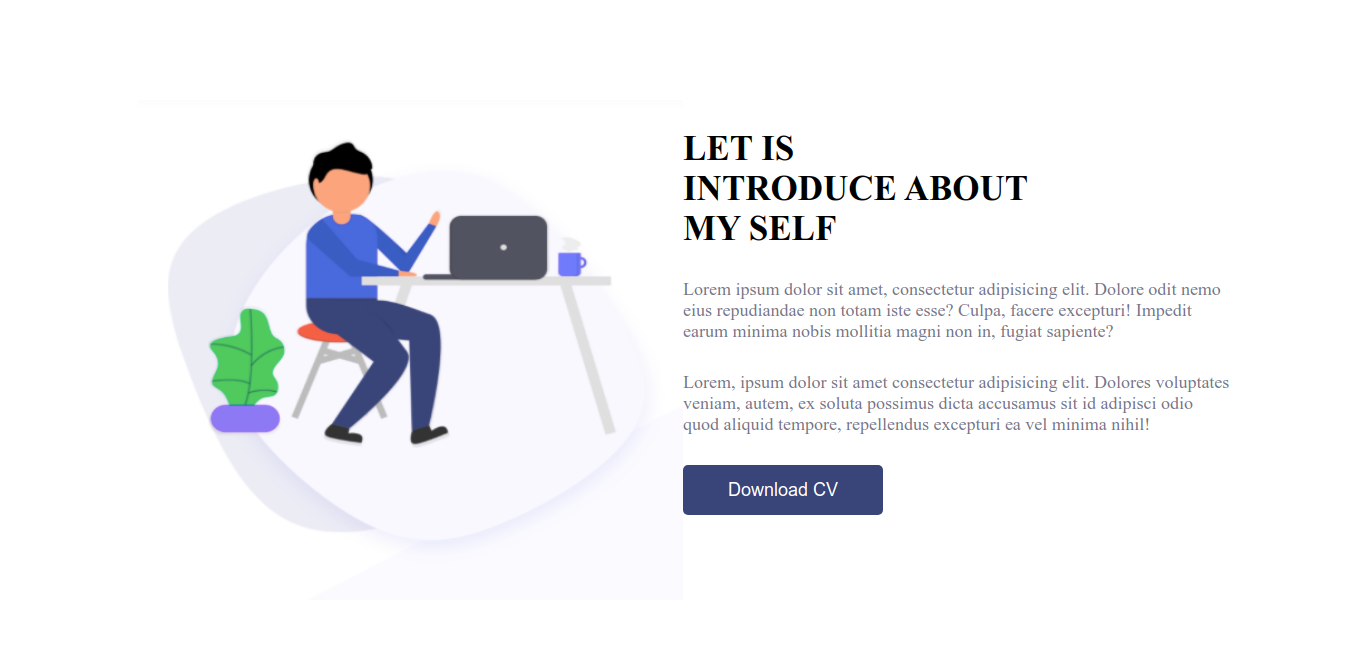 LET IS
INTRODUCE ABOUT
MY SELF
Lorem ipsum dolor sit amet, consectetur adipisicing elit. Dolore odit nemo
eius repudiandae non totam iste esse? Culpa, facere excepturi! Impedit
earum minima nobis mollitia magni non in, fugiat sapiente?
Lorem, ipsum dolor sit amet consectetur adipisicing elit. Dolores voluptates
veniam, autem, ex soluta possimus dicta accusamus sit id adipisci odio
quod aliquid tempore, repellendus excepturi ea vel minima nihil!
Download CV